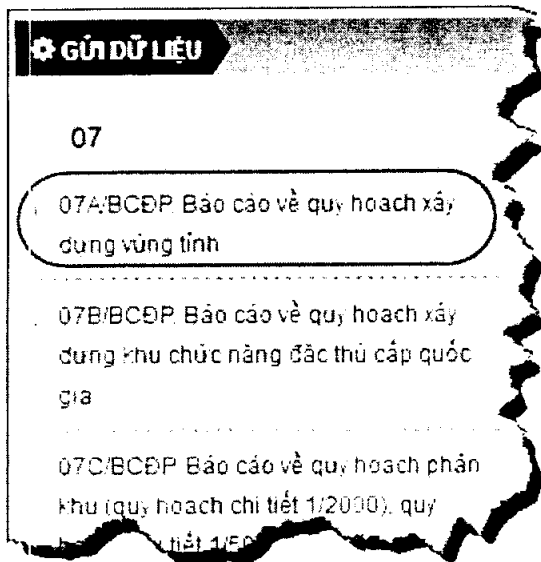 GỬI DỮ LIỆU
07
07A/BCĐP. Báo cáo về quy hoạch xây
dựng vùng tỉnh
07B/BCĐP. Báo cáo về quy hoạch xây
dựng khu chức năng đặc thù cấp quốc
gia
07C/BCĐP. Báo cáo về quy hoạch phân
khu (quy hoạch chi tiết 1/2000), quy
tiết